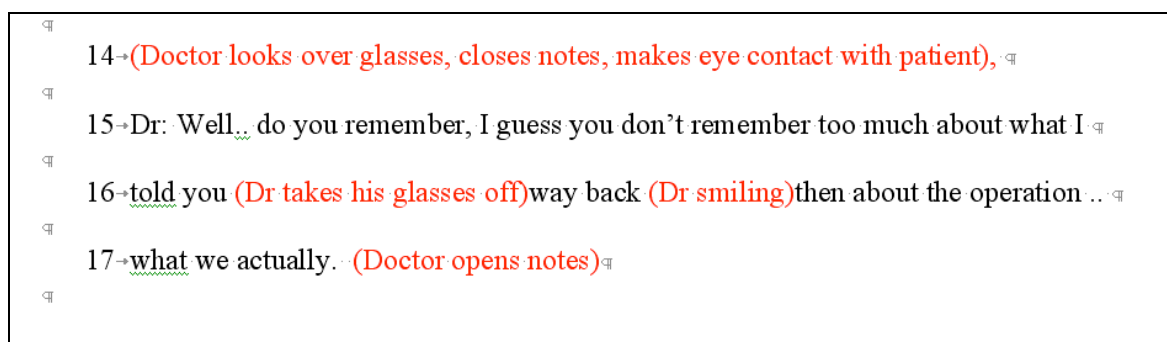 14 (Doctor looks over glasses, closes notes, makes eye contact with patient),
15 Dr: Well.. do you remember, I guess you don’t remember too much about what I
16 told you (Dr takes his glasses off)way back (Dr smiling)then about the operation ..
17 what we actually.  (Doctor opens notes)